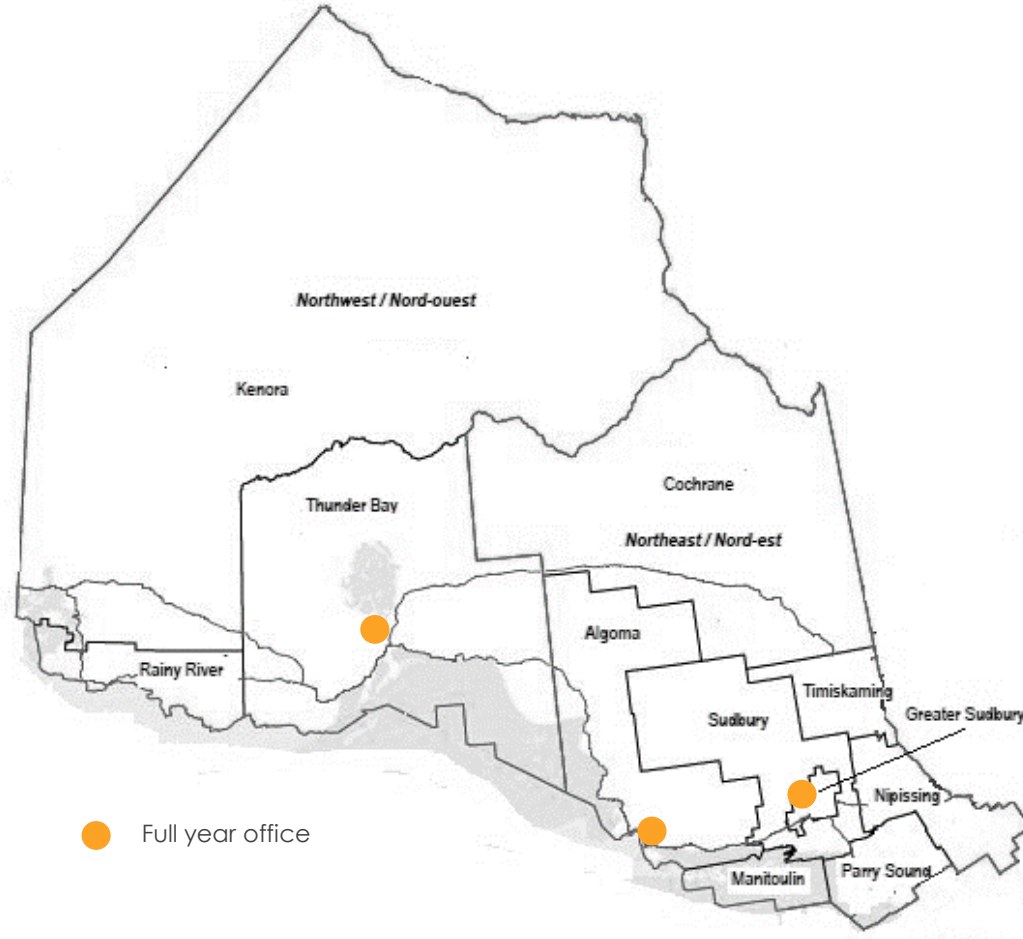 Northwest / Nord-ouest
Kenora
Cochrane
Thunder Bay
Northeast / Nord-est
Algoma
Rainy River
Timiskaming
Greater Sudbury
Sudbury
Nipissing
Full year office
Parry Sound
Manitoulin